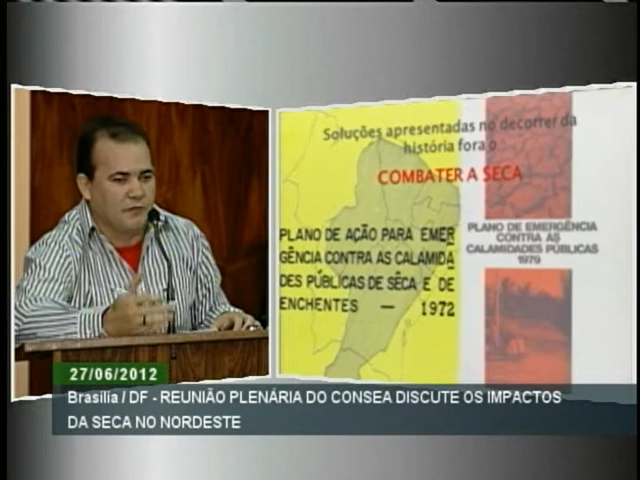 Soluções apresentadas no decorrer da
história fora o
COMBATER A SECA
PLANO DE AÇÃO PARA EMER
GÊNCIA CONTRA AS CALAMIDA
DES PÚBLICAS DE SÊCA E DE
ENCHENTES — 1972
PLANO DE EMERGÊNCIA
CONTRA AS
CALAMIDADES PÚBLICAS
1979
27/06/2012
Brasília / DF - REUNIÃO PLENÁRIA DO CONSEA DISCUTE OS IMPACTOS
DA SECA NO NORDESTE